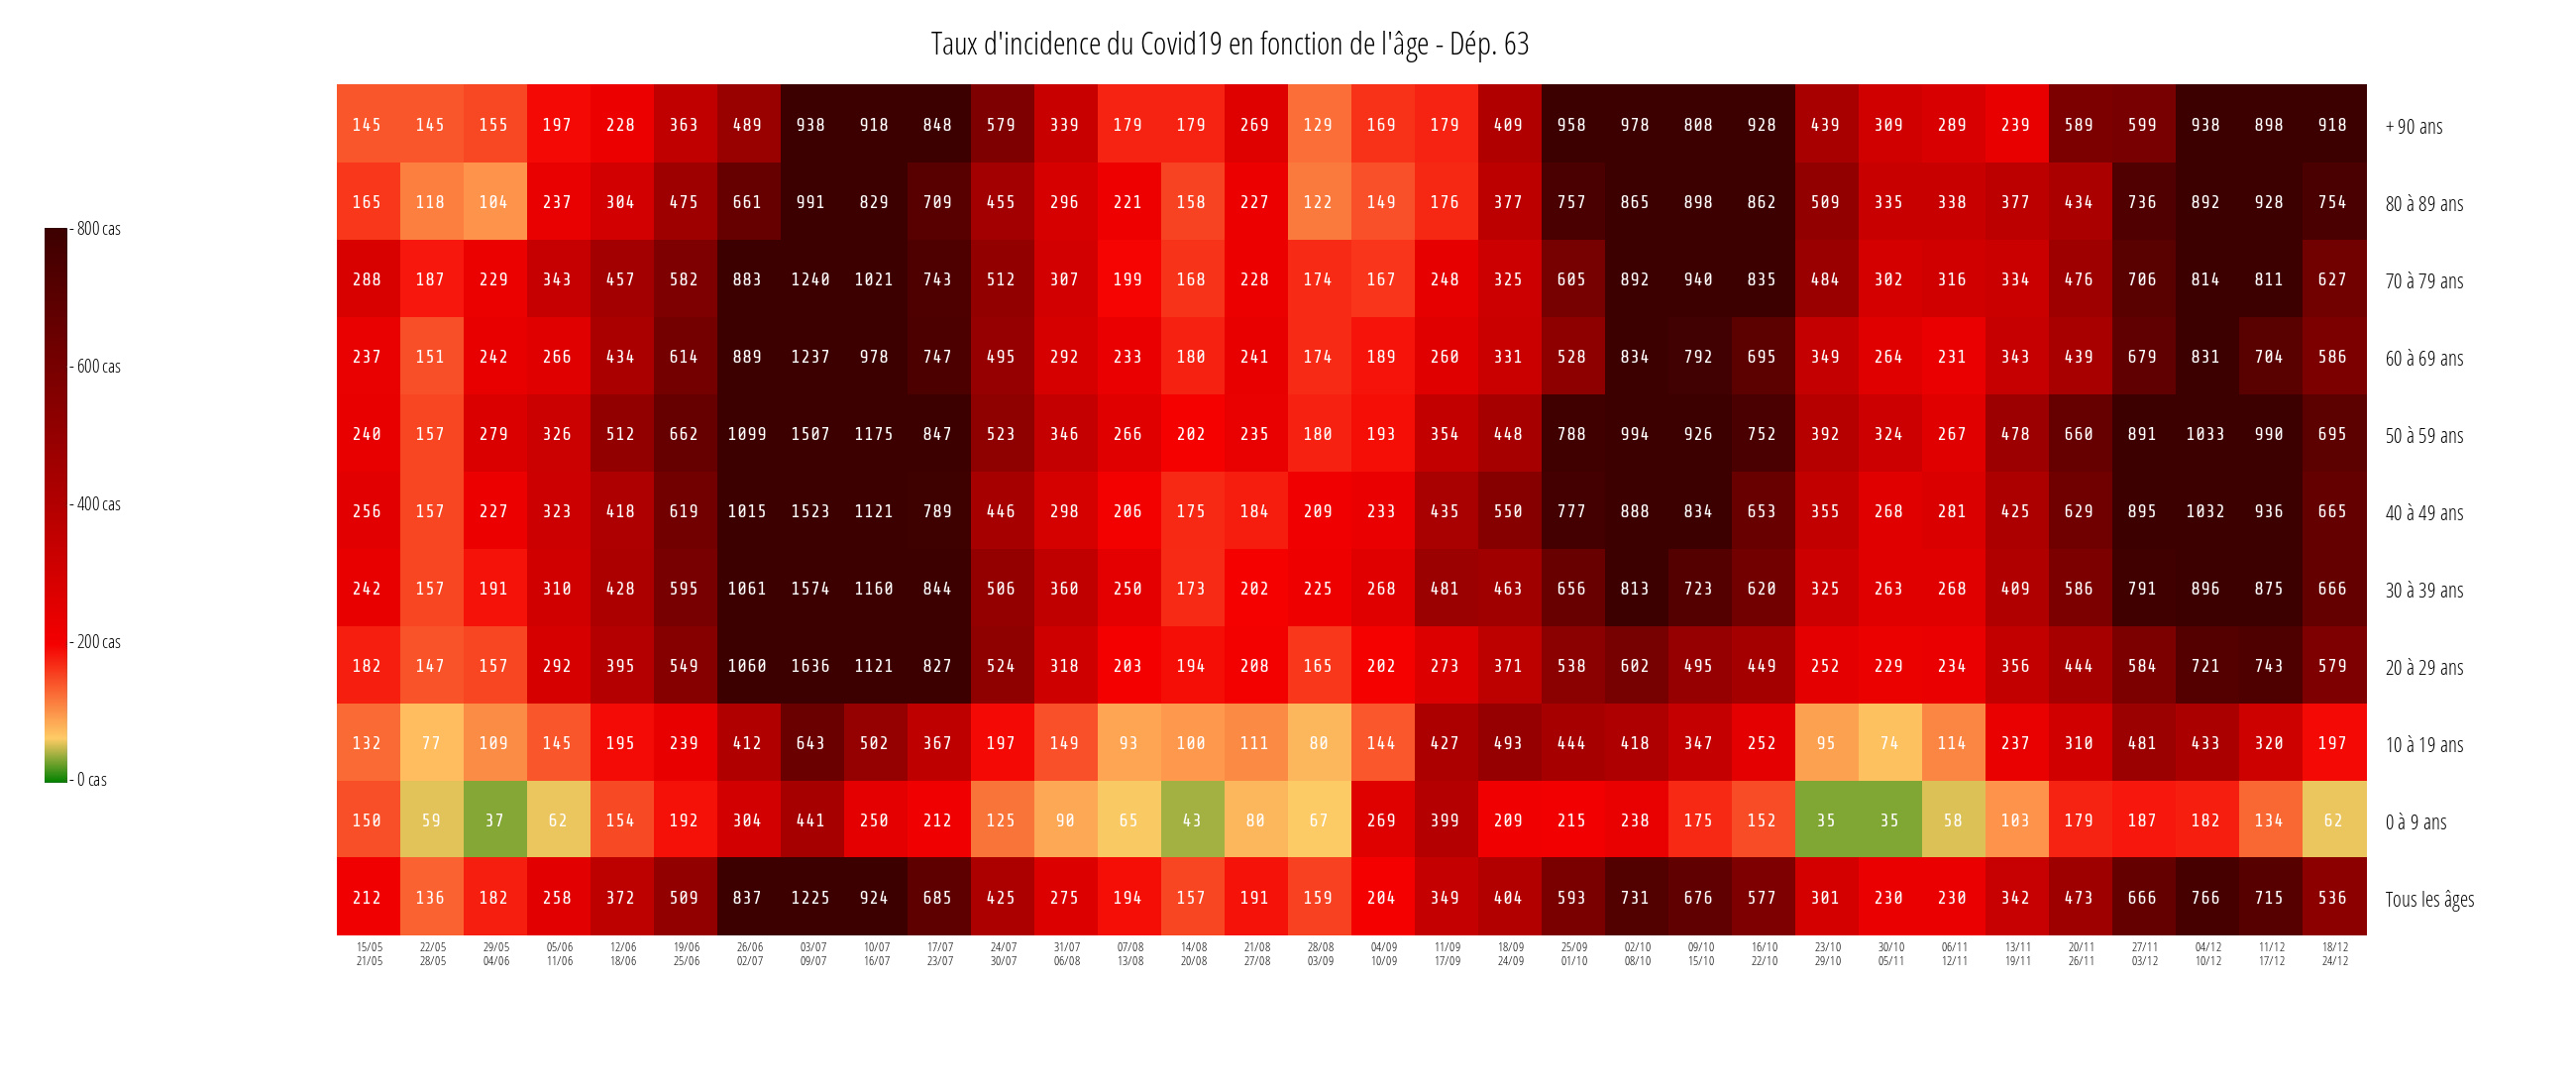 Taux d'incidence du Covid19 en fonction de l'âge - Dép. 63
145 145 155 197 228 363 489 938 918 848 579 339 179 179 269 129 169 179 409 958 978 808 928 439 309 289 239 589 599 938 898 918 + 90 ans
165 118 104 237 304 475 661 991 829 709 455 296 221 158 227 122 149 176 377 757 865 898 862 509 335 338 377 434 736 892 928 754 80 à 89 ans
- 800 cas
288 187 229 343 457 582 883 1240 1021 743 512 307 199 168 228 174 167 248 325 605 892 940 835 484 302 316 334 476 706 814 811 627 70 à 79 ans
237 151 242 266 434 614 889 1237 978 747 495 292 233 180 241 174 189 260 331 528 834 792 695 349 264 231 343 439 679 831 704 586 60 à 69 ans
- 600 cas
240 157 279 326 512 662 1099 1507 1175 847 523 346 266 202 235 180 193 354 448 788 994 926 752 392 324 267 478 660 891 1033 990 695 50 à 59 ans
- 400 cas
256 157 227 323 418 619 1015 1523 1121 789 446 298 206 175 184 209 233 435 550 777 888 834 653 355 268 281 425 629 895 1032 936 665 40 à 49 ans
242 157 191 310 428 595 1061 1574 1160 844 506 360 250 173 202 225 268 481 463 656 813 723 620 325 263 268 409 586 791 896 875 666 30 à 39 ans
- 200 cas
182 147 157 292 395 549 1060 1636 1121 827 524 318 203 194 208 165 202 273 371 538 602 495 449 252 229 234 356 444 584 721 743 579 20 à 29 ans
132 77 109 145 195 239 412 643 502 367 197 149 93 100 111 80 144 427 493 444 418 347 252 95 74 114 237 310 481 433 320 197 10 à 19 ans
- 0 cas
150 59 37 62 154 192 304 441 250 212 125 90 65 43 80 67 269 399 209 215 238 175 152 35 35 58 103 179 187 182 134 62 0 à 9 ans
212 136 182 258 372 509 837 1225 924 685 425 275 194 157 191 159 204 349 404 593 731 676 577 301 230 230 342 473 666 766 715 536 Tous les âges
15/05 22/05 29/05 05/06 12/06 19/06 26/06 03/07 10/07 17/07 24/07 31/07 07/08 14/08 21/08 28/08 04/09 11/09 18/09 25/09 02/10 09/10 16/10 23/10 30/10 06/11 13/11 20/11 27/11 04/12 11/12 18/12
21/05 28/05 04/06 11/06 18/06 25/06 02/07 09/07 16/07 23/07 30/07 06/08 13/08 20/08 27/08 03/09 10/09 17/09 24/09 01/10 08/10 15/10 22/10 29/10 05/11 12/11 19/11 26/11 03/12 10/12 17/12 24/12